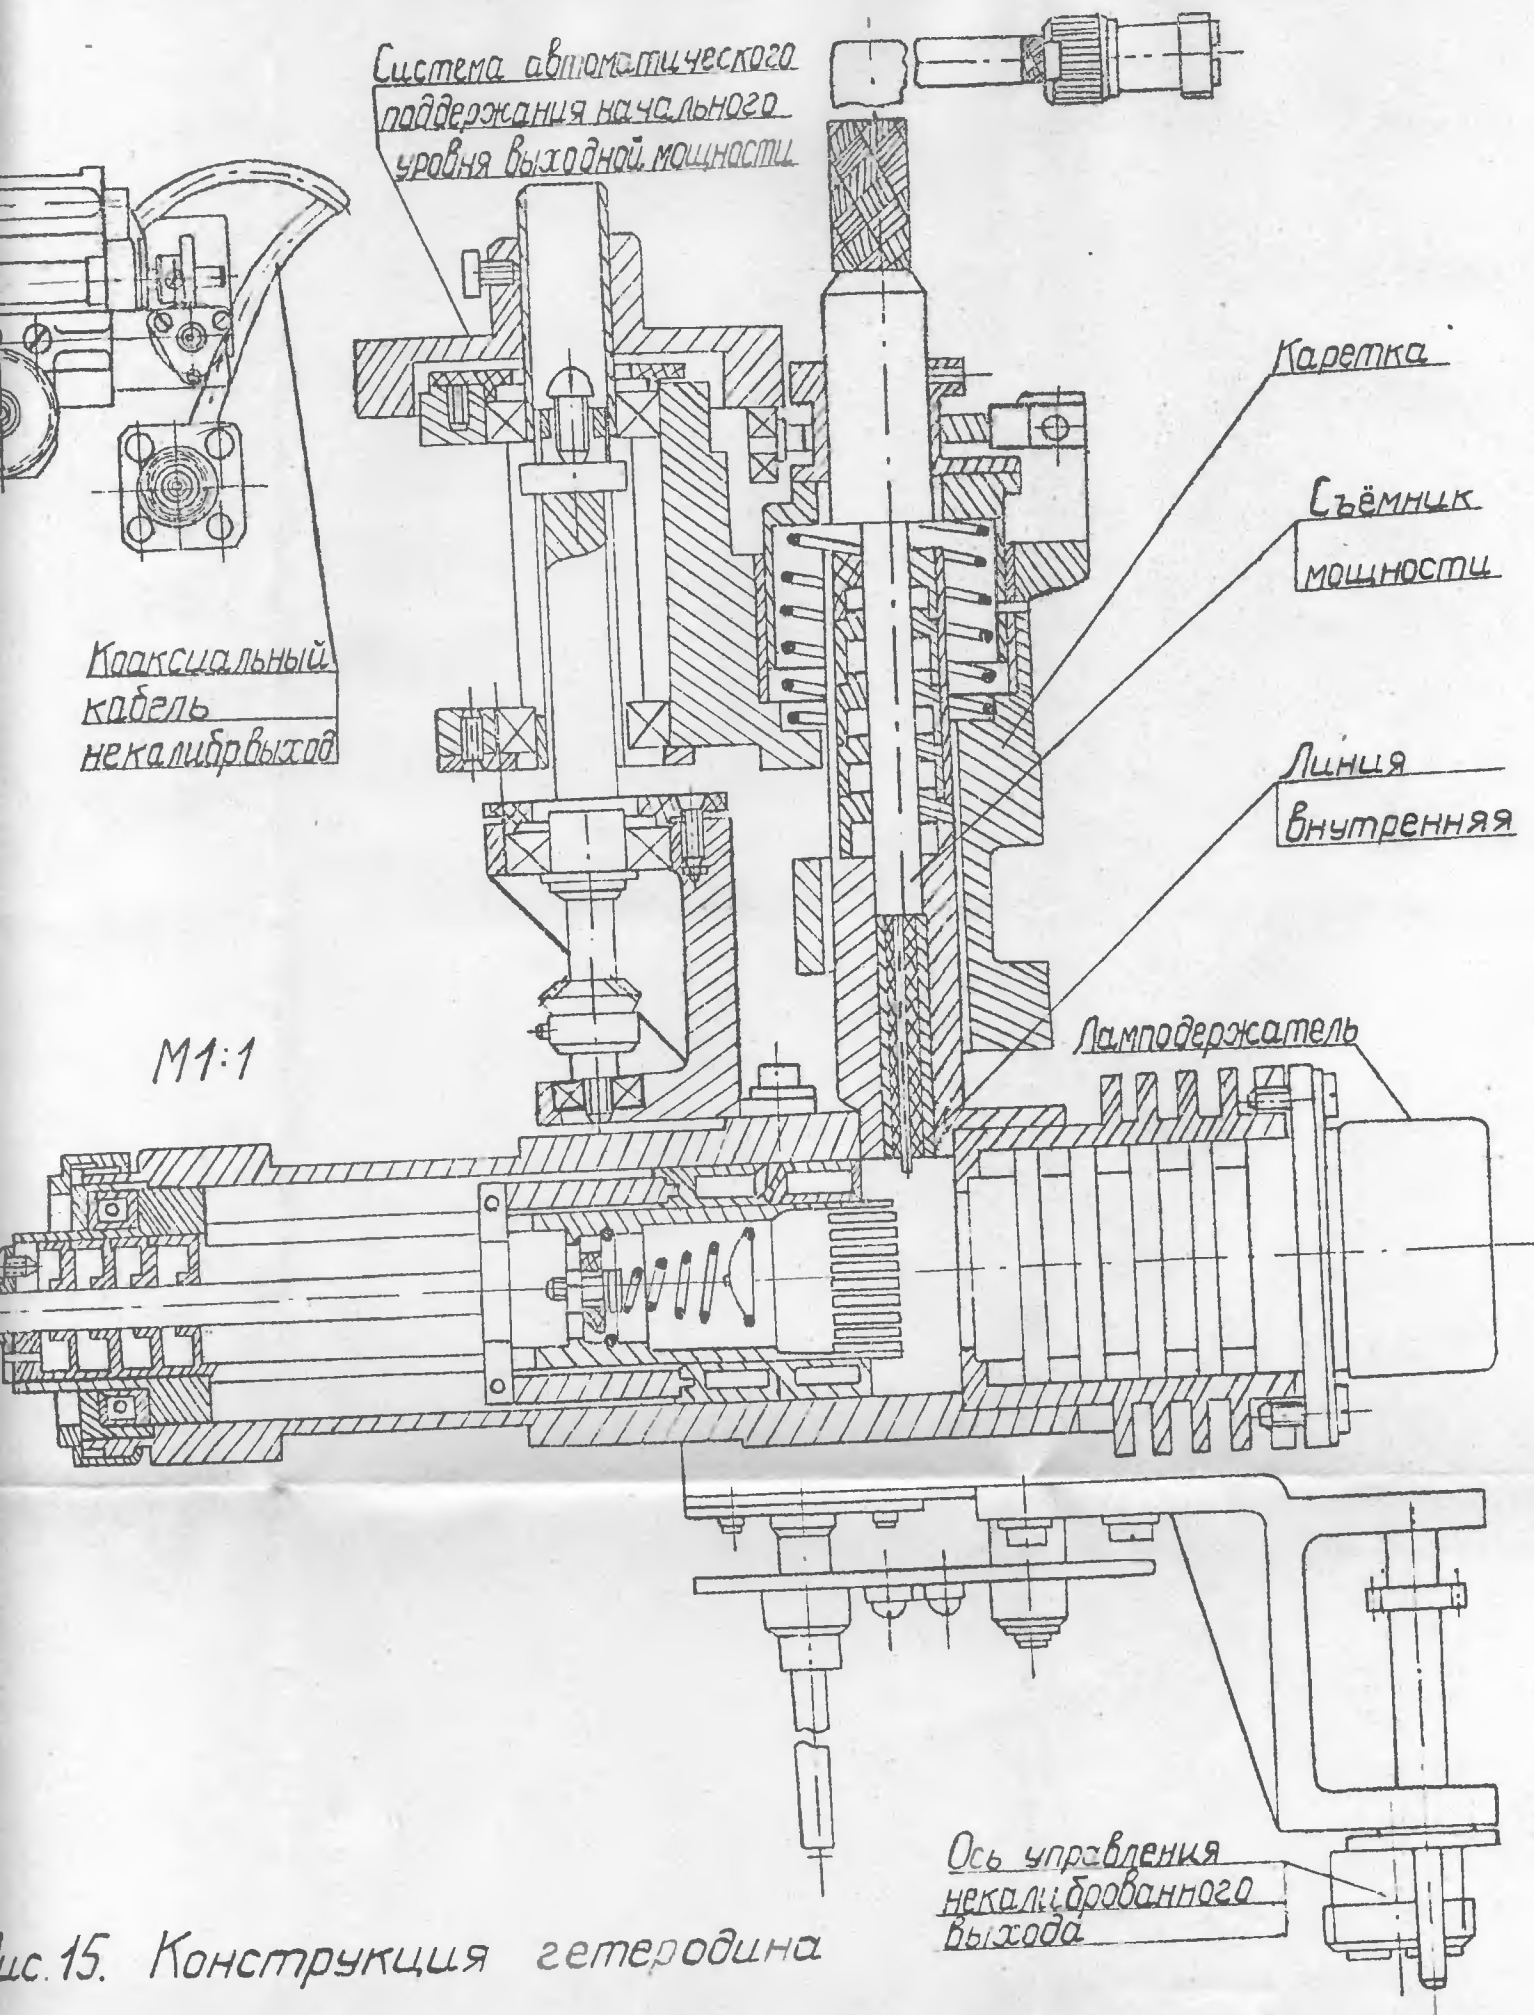 Система автоматического
поддержания начального
уровня выходной мощности
Каретка
Съёмник
мощности
Коаксиальный
кабель
некалибрвыход
Линия
внутренняя
М1:1
Ламподержатель
Ось управления
некалиброванного
выхода
ис.15. Конструкция гетеродина